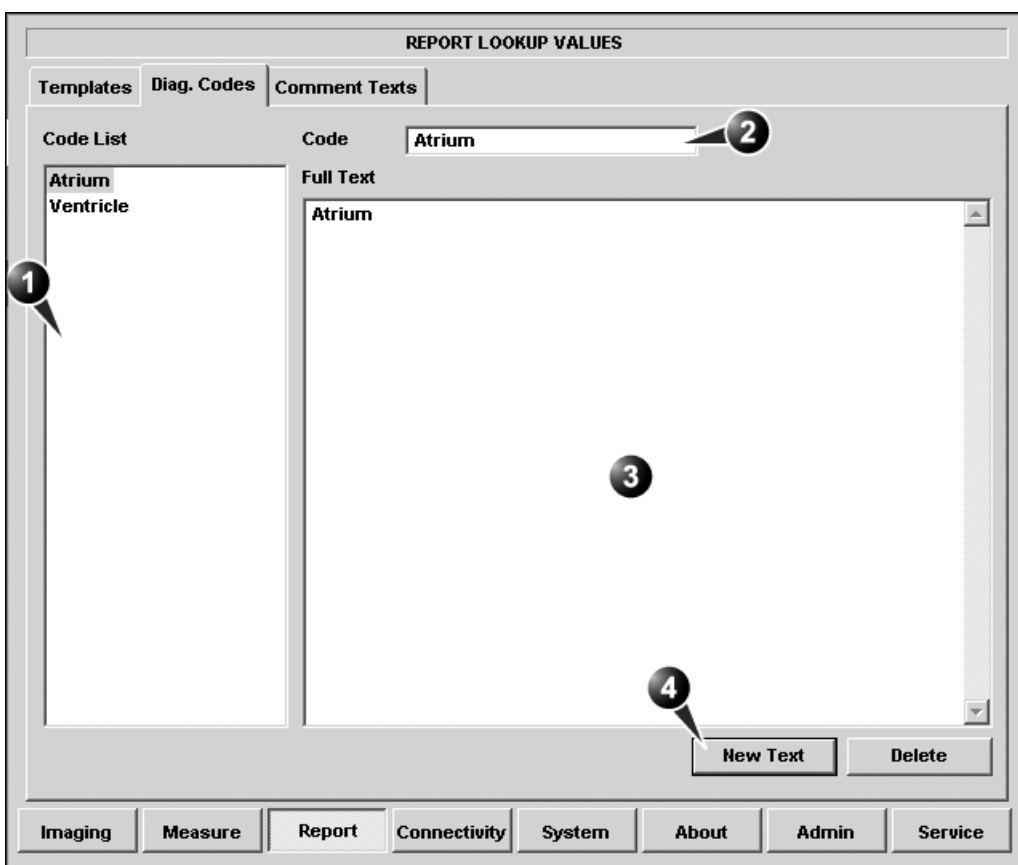 REPORT LOOKUP VALUES
Templates Diag. Codes Comment Texts
Code List Code Atrium 2
Full Text
Atrium
Ventricle
Atrium
1
3
4
New Text Delete
Imaging Measure Report Connectivity System About Admin Service